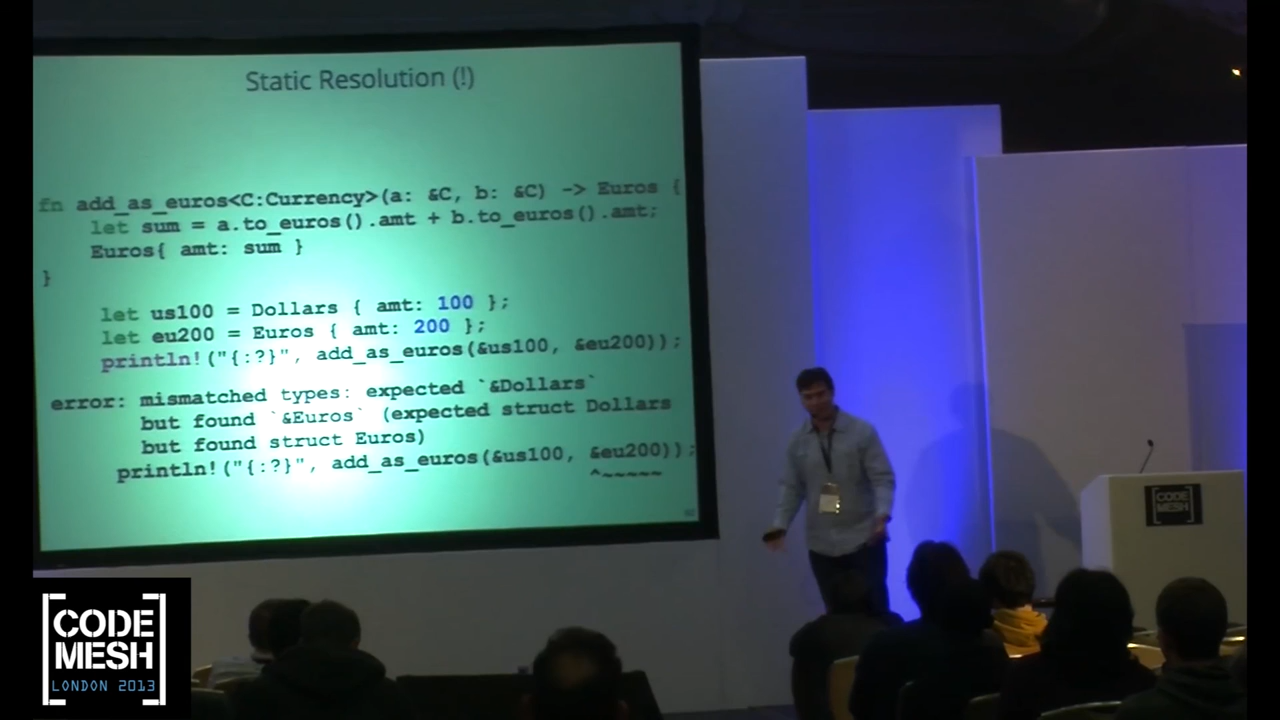 Static Resolution (!)
fn add_as_euros<C:Currency>(a: &C, b: &C) -> Euros {
let sum = a.to_euros().amt + b.to_euros().amt;
Euros{ amt: sum }
}
let us100 = Dollars { amt: 100 };
let eu200 = Euros { amt: 200 };
println!("{:?}", add_as_euros(&us100, &eu200));
error: mismatched types: expected `&Dollars`
but found `&Euros` (expected struct Dollars
but found struct Euros)
println!("{:?}", add_as_euros(&us100, &eu200));
^~~~~~
CODE
MESH
CODE
MESH
LONDON 2013